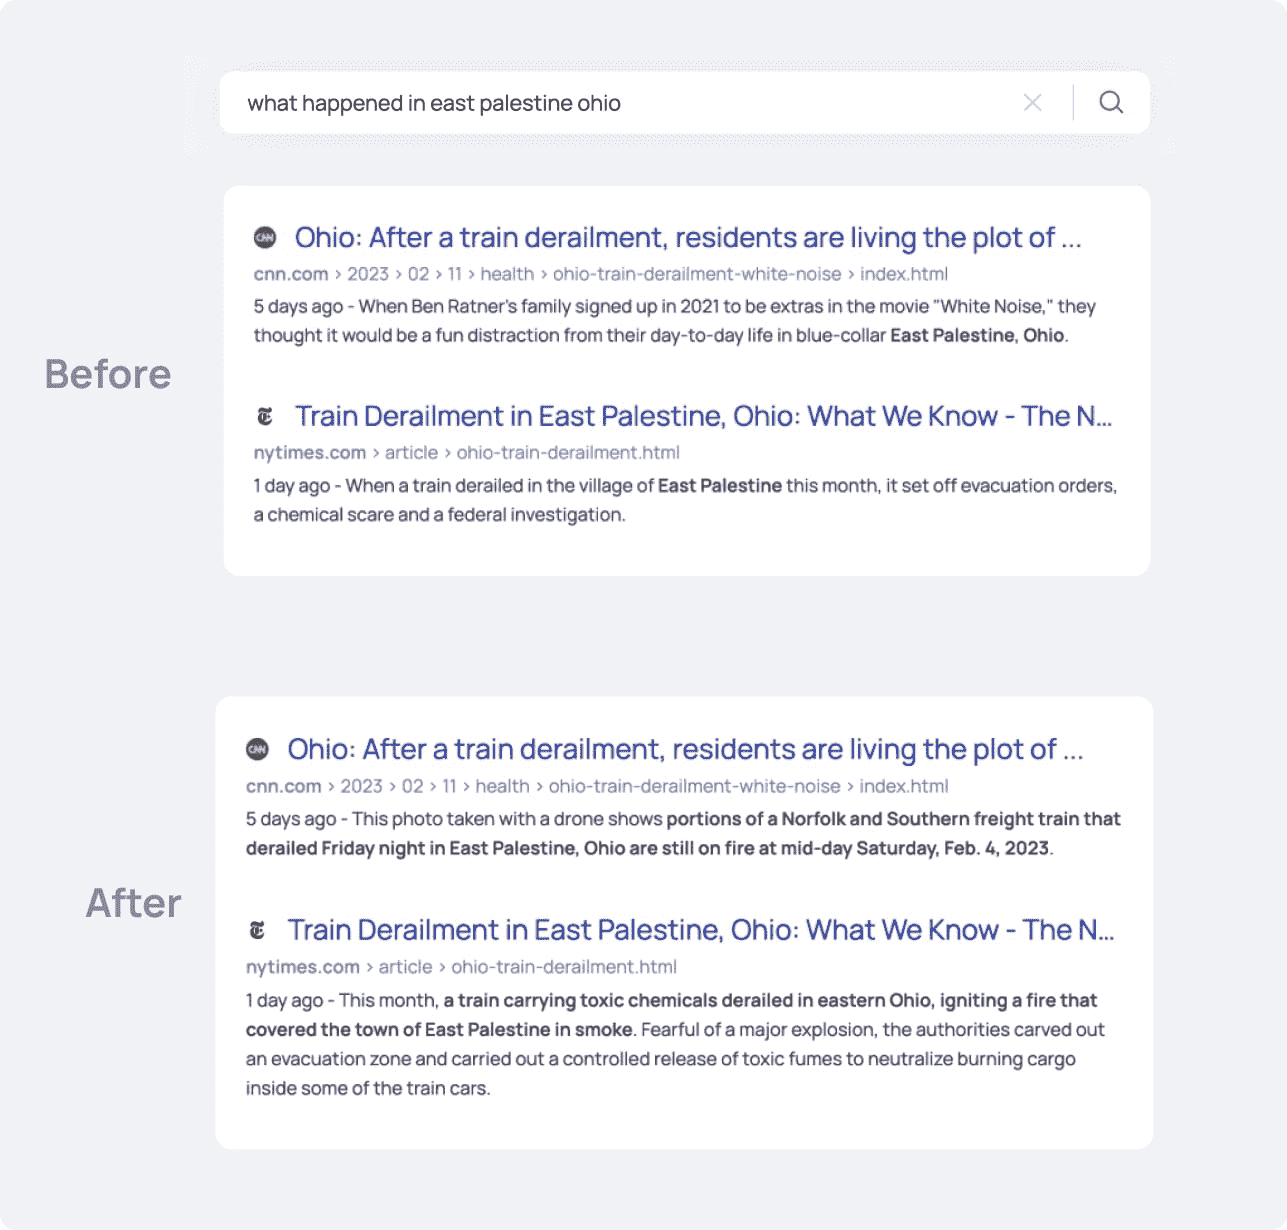 what happened in east palestine ohio
CNN Ohio: After a train derailment, residents are living the plot of ...
cnn.com › 2023 › 02 › 11 › health › ohio-train-derailment-white-noise › index.html
5 days ago - When Ben Ratner's family signed up in 2021 to be extras in the movie "White Noise," they
thought it would be a fun distraction from their day-to-day life in blue-collar East Palestine, Ohio.
Before
Train Derailment in East Palestine, Ohio: What We Know - The N...
nytimes.com › article › ohio-train-derailment.html
1 day ago - When a train derailed in the village of East Palestine this month, it set off evacuation orders,
a chemical scare and a federal investigation.
CNN Ohio: After a train derailment, residents are living the plot of ...
cnn.com › 2023 › 02 › 11 › health › ohio-train-derailment-white-noise › index.html
5 days ago - This photo taken with a drone shows portions of a Norfolk and Southern freight train that
derailed Friday night in East Palestine, Ohio are still on fire at mid-day Saturday, Feb. 4, 2023.
After
Train Derailment in East Palestine, Ohio: What We Know - The N...
nytimes.com › article › ohio-train-derailment.html
1 day ago - This month, a train carrying toxic chemicals derailed in eastern Ohio, igniting a fire that
covered the town of East Palestine in smoke. Fearful of a major explosion, the authorities carved out
an evacuation zone and carried out a controlled release of toxic fumes to neutralize burning cargo
inside some of the train cars.